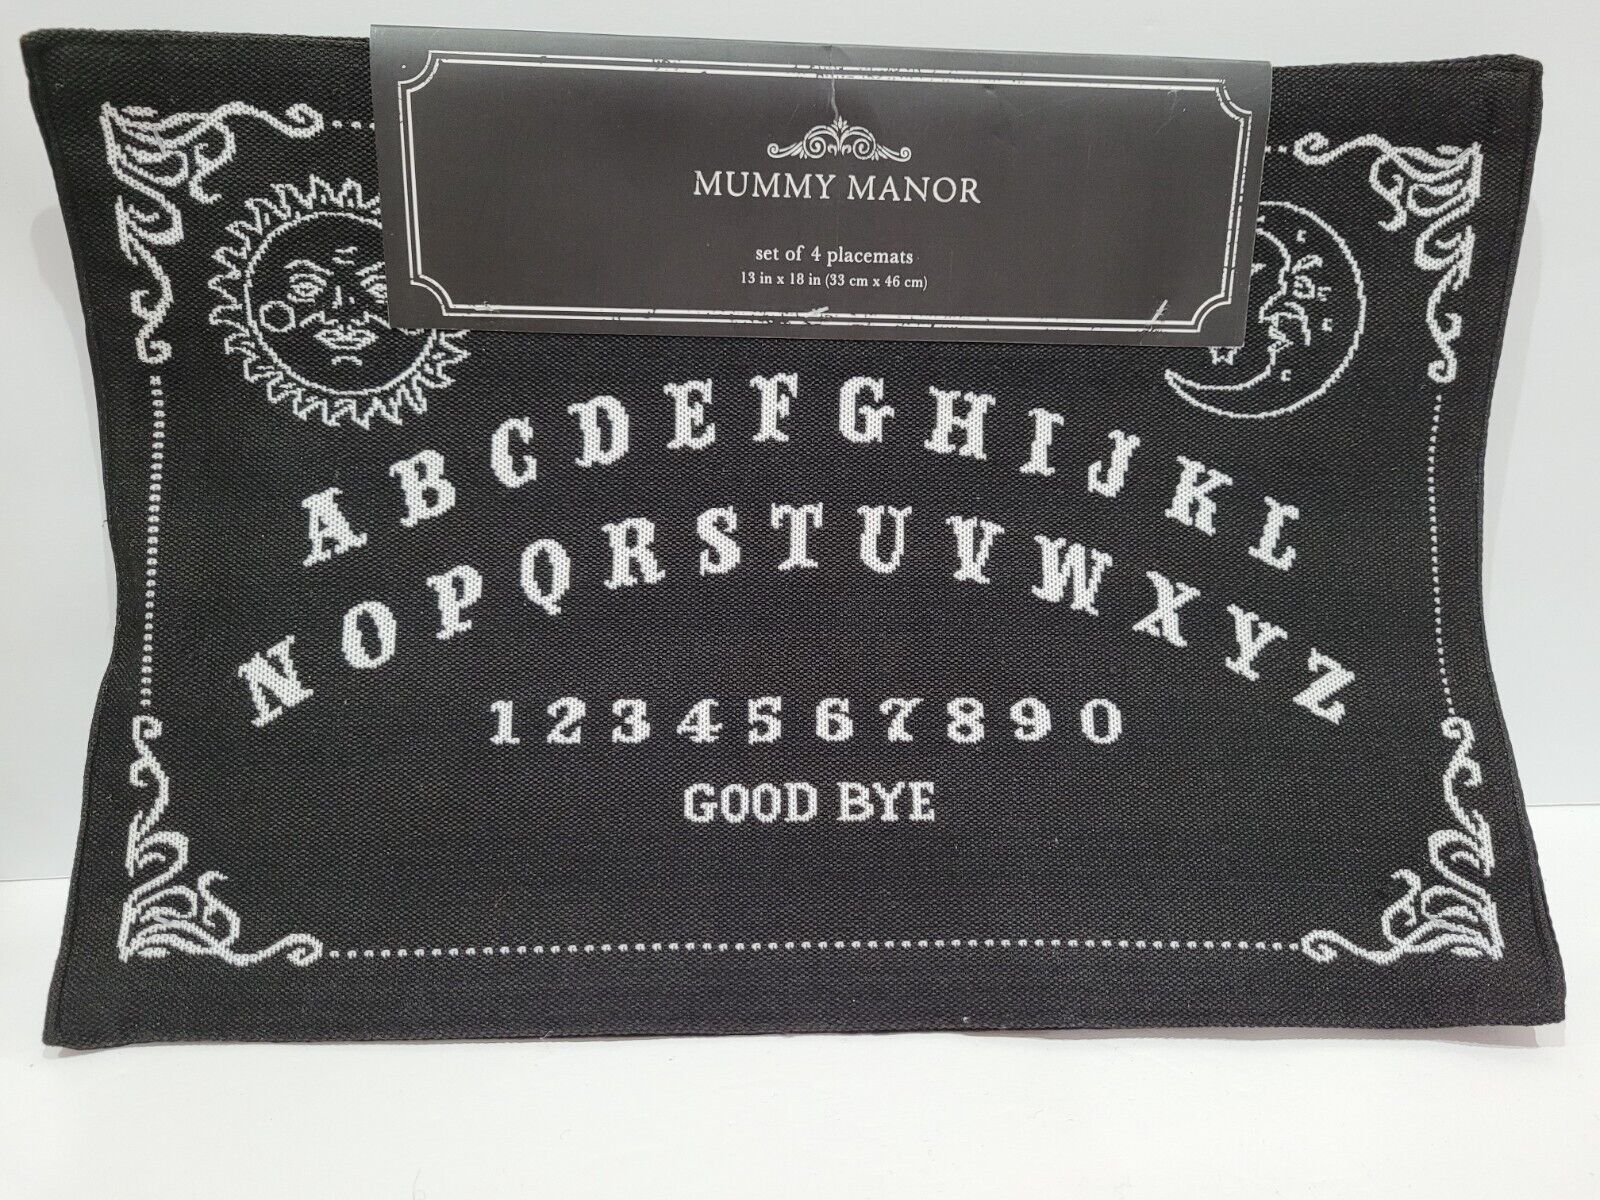 MUMMY MANOR
set of 4 placemats
13 in x 18 in (33 cm x 46 cm)
A B C D E F G H I J K L
N O P Q R S T U V W X Y Z
1 2 3 4 5 6 7 8 9 0
GOOD BYE